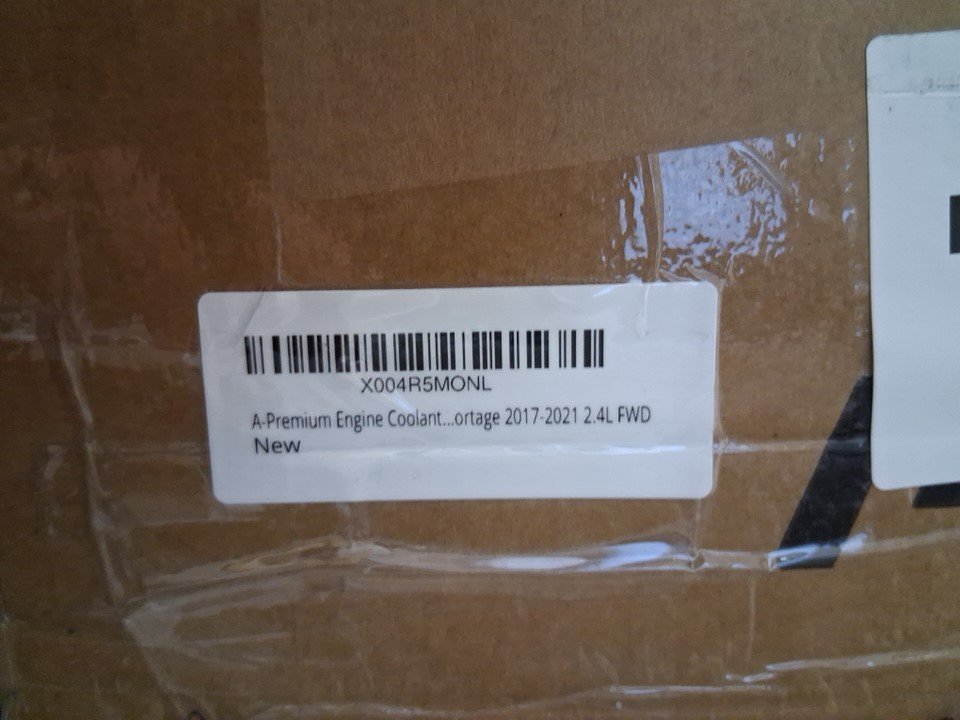 X004R5MONL
A-Premium Engine Coolant...ortage 2017-2021 2.4L FWD
New